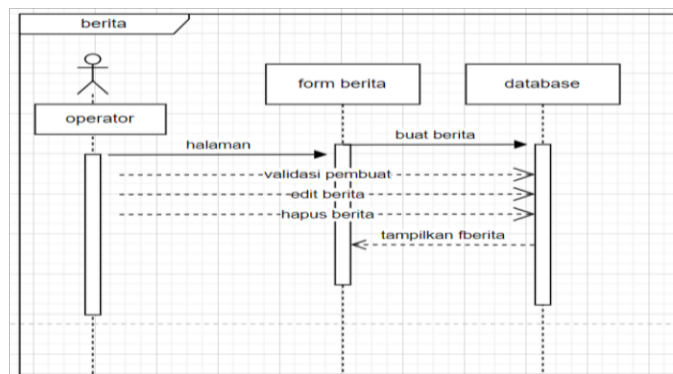 berita
form berita
database
operator
buat berita
halaman
validasi pembuat
edit berita
hapus berita
tampilkan fberita